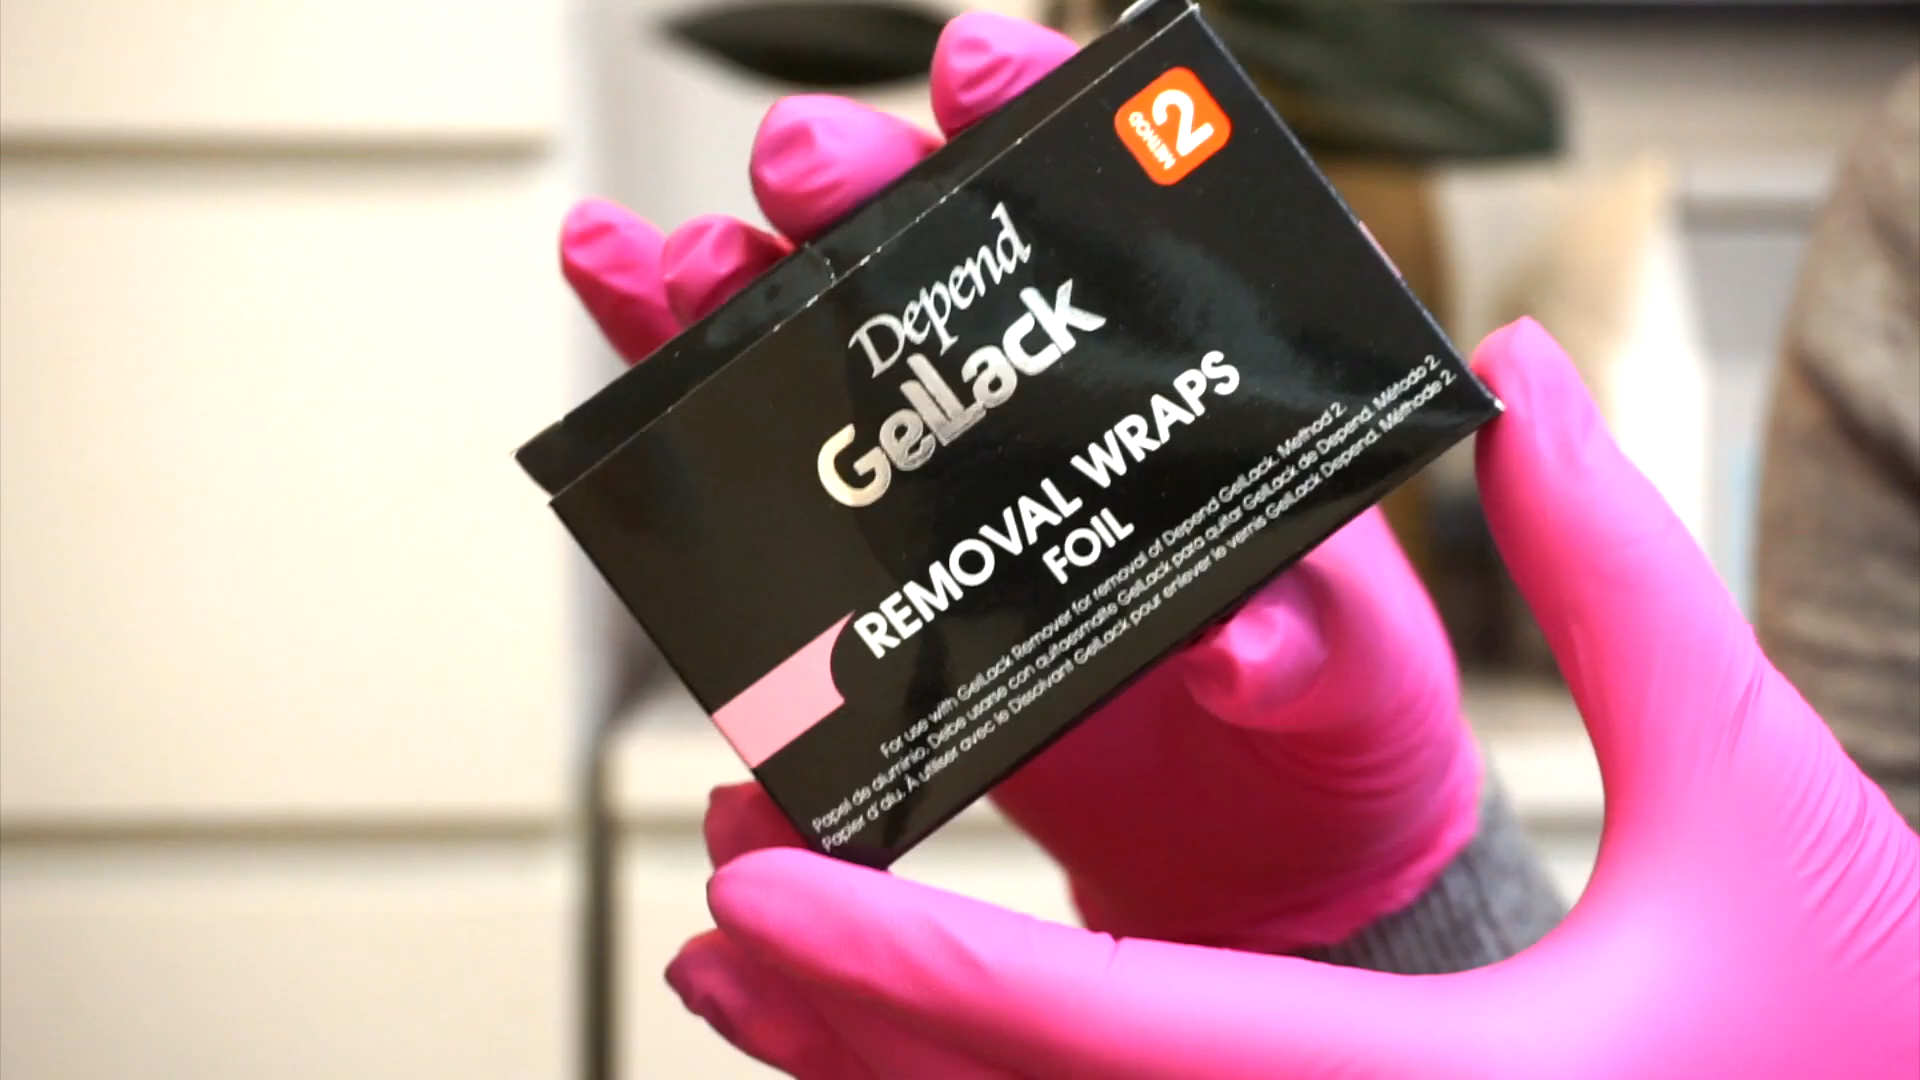 2
METHOD
Depend
GelLack
REMOVAL WRAPS
FOIL
For use with GelLack Remover for removal of Depend GelLack. Method 2.
Papel de aluminio. Debe usarse con quitaesmalte GelLack para quitar GelLack de Depend. Método 2.
Papier d'alu. À utiliser avec le Dissolvant GelLack pour enlever le vernis GelLack Depend. Méthode 2.